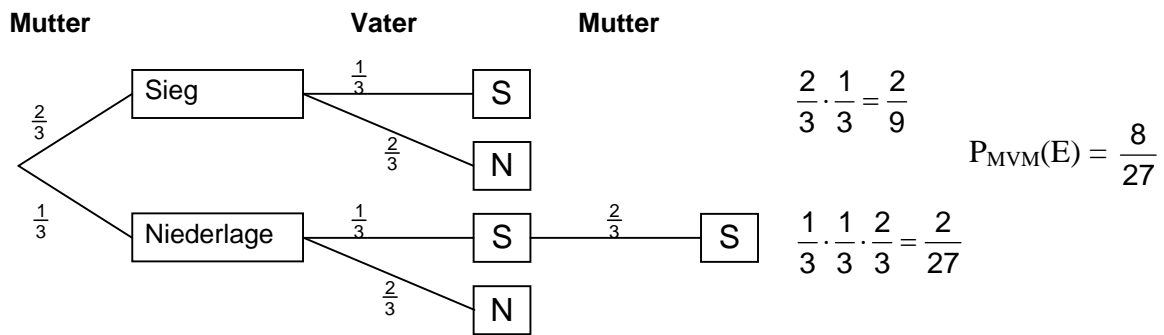 Mutter Vater Mutter
1/3
Sieg S
2/3 · 1/3 = 2/9
2/3
2/3
N
P_MVM(E) = 8/27
1/3
Niederlage 1/3 S 2/3 S
1/3 · 1/3 · 2/3 = 2/27
2/3
N